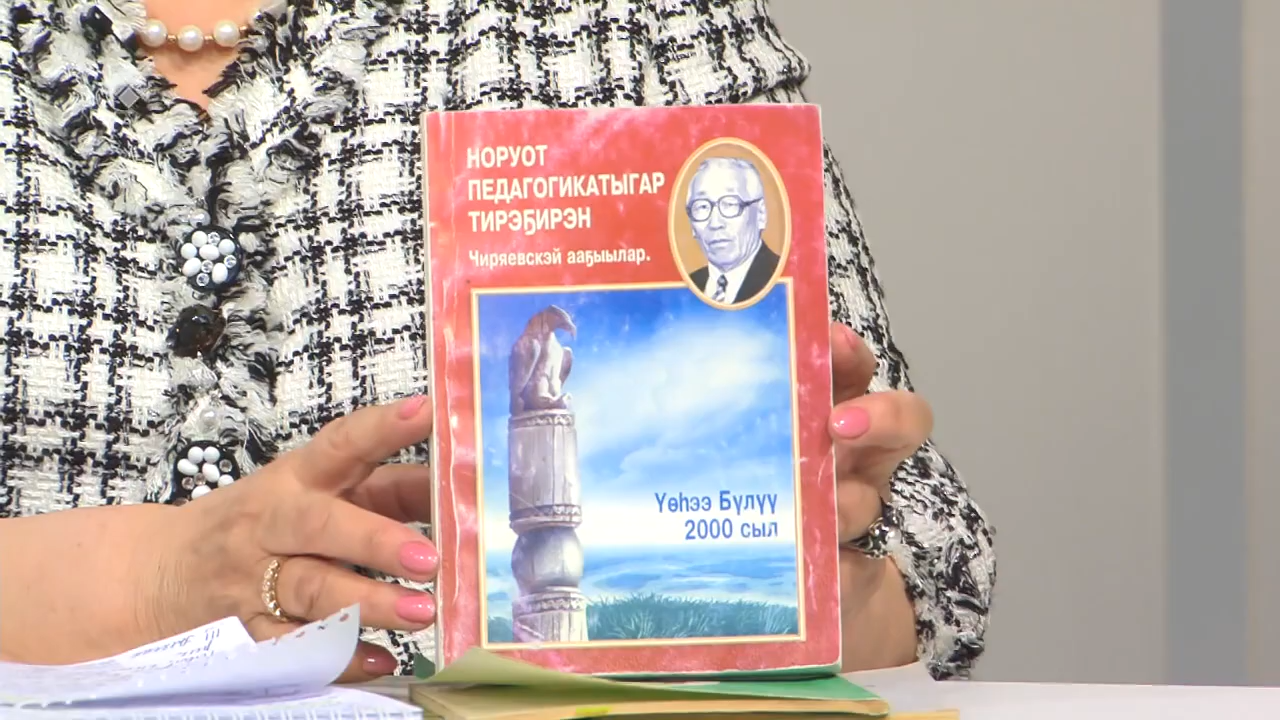 НОРУОТ
ПЕДАГОГИКАТЫГАР
ТИРЭҔИРЭН
Чиряевскэй ааҕыылар.
Үөһээ Бүлүү
2000 сыл